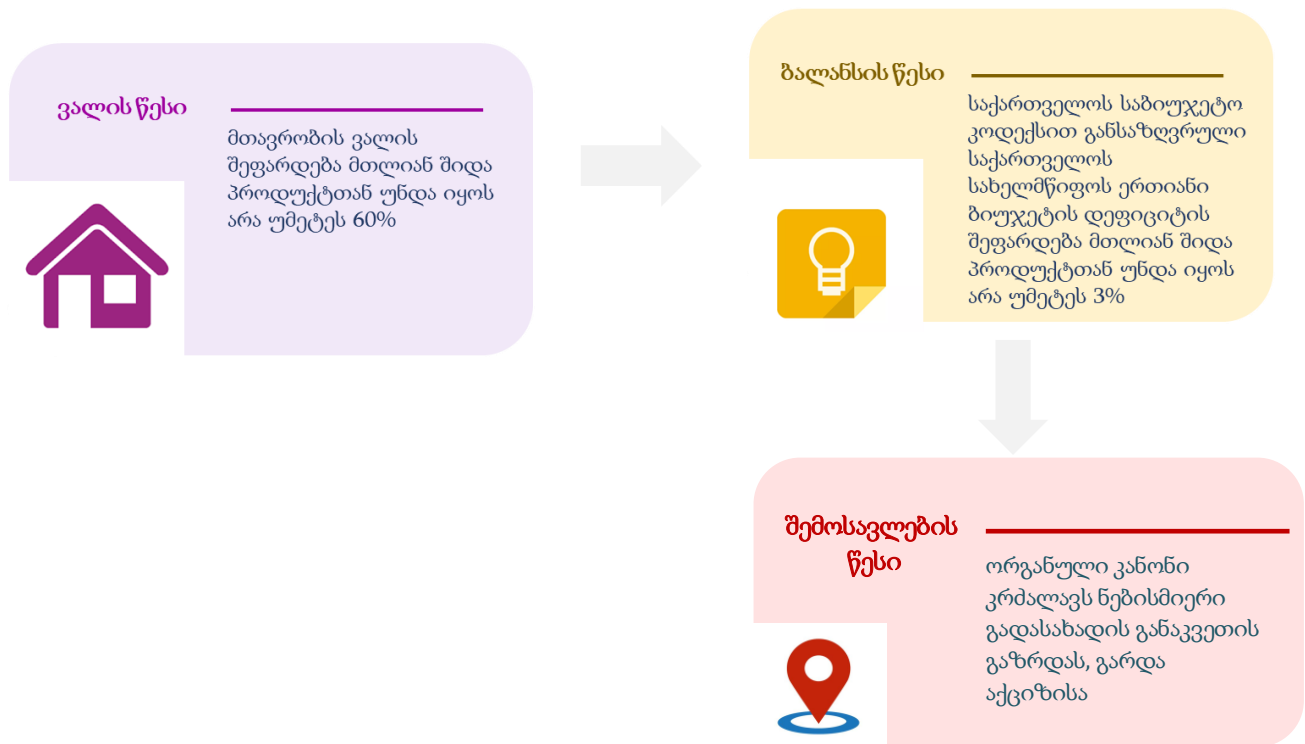 ვალის წესი
მთავრობის ვალის
შეფარდება მთლიან შიდა
პროდუქტთან უნდა იყოს
არა უმეტეს 60%
ბალანსის წესი
საქართველოს საბიუჯეტო
კოდექსით განსაზღვრული
საქართველოს
სახელმწიფოს ერთიანი
ბიუჯეტის დეფიციტის
შეფარდება მთლიან შიდა
პროდუქტთან უნდა იყოს
არა უმეტეს 3%
შემოსავლების
წესი
ორგანული კანონი
კრძალავს ნებისმიერი
გადასახადის განაკვეთის
გაზრდას, გარდა
აქციზისა